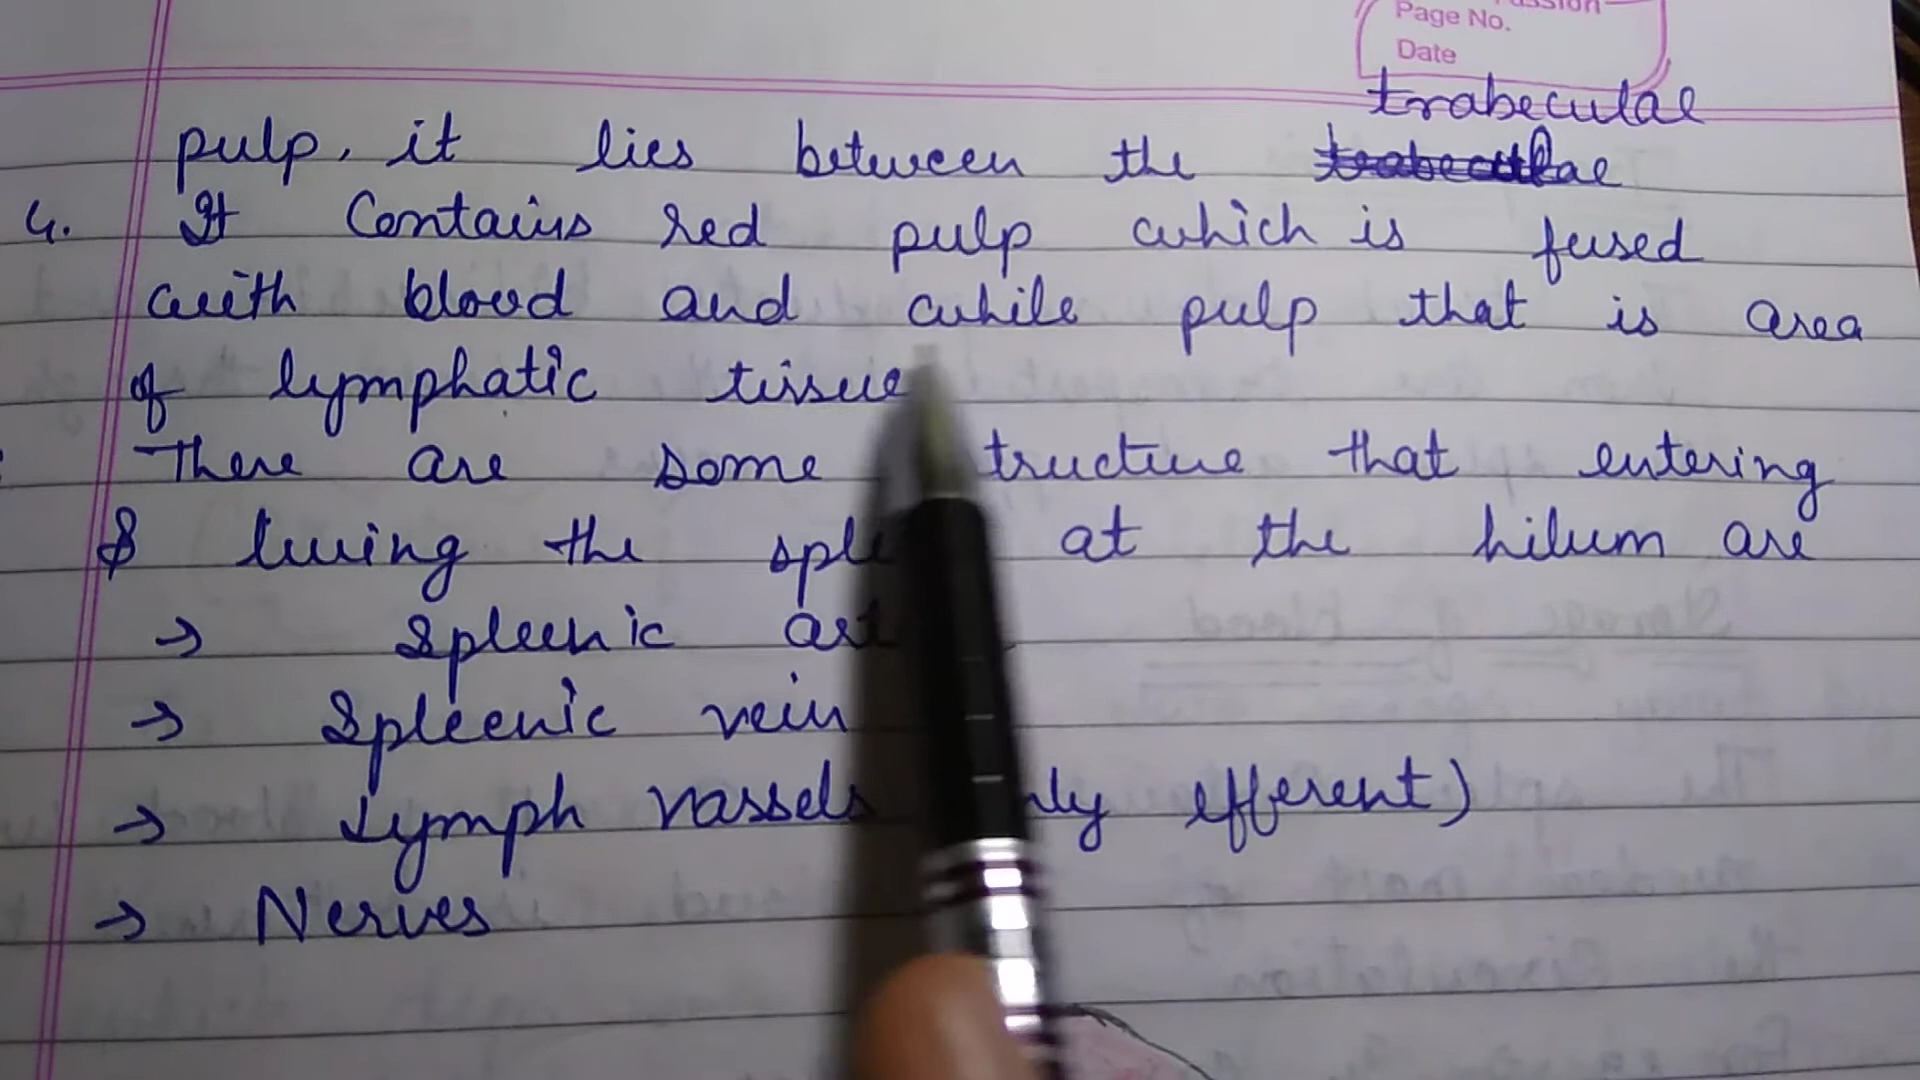 Page No.
Date
trabeculae
pulp, it lies between the
4. It Contains red pulp which is fused
with blood and while pulp that is area
of lymphatic tissue
There are some tructure that entering
& living the sple at the hilum are
→ Spleenic
→ Spleenic vein
→ Lymph vassels efferent)
→ Nerves